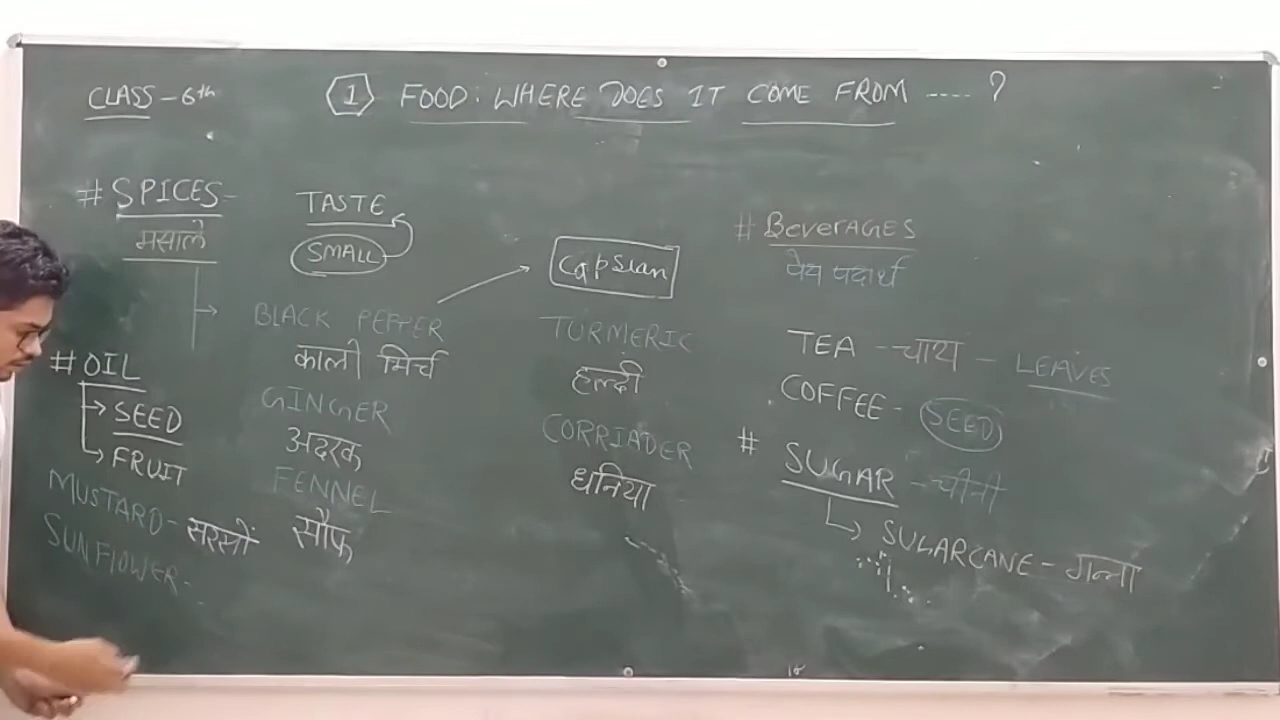 CLASS-6th
1 FOOD: WHERE DOES IT COME FROM ---- ?
# SPICES-
मसाले
TASTE
SMALL
BLACK PEPPER
काली मिर्च
GINGER
अदरक
FENNEL
सौंफ
# OIL
SEED
FRUIT
MUSTARD - सरसों
SUNFLOWER-
TURMERIC
हल्दी
CORRIADER
धनिया
# BeveRAGES
पेय पदार्थ
TEA - चाय - LEAVES
COFFEE - SEED
# SUGAR - चीनी
SUGARCANE - गन्ना